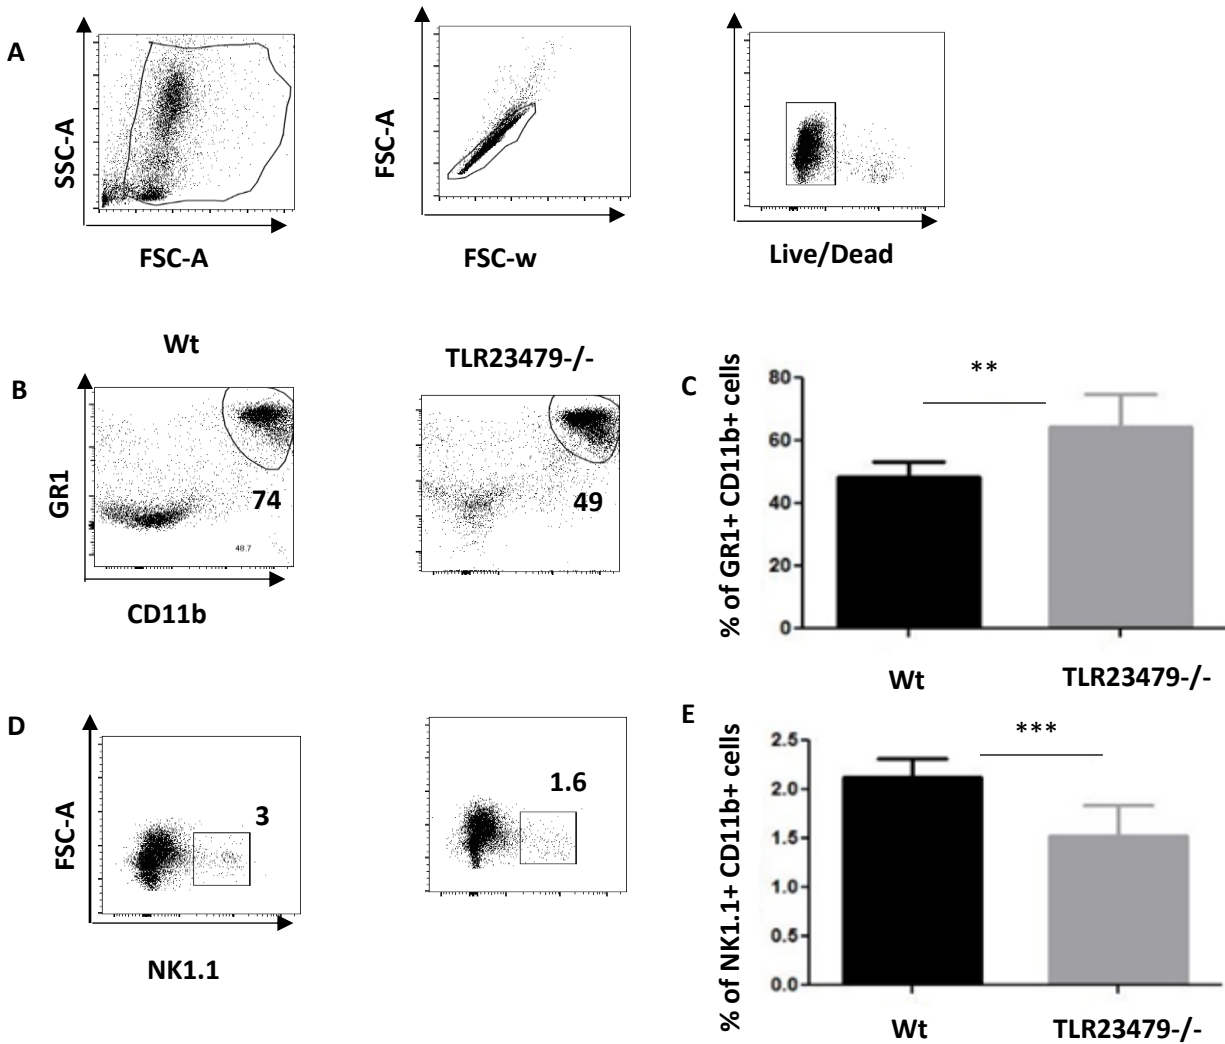 A
SSC-A
FSC-A
FSC-A
FSC-w
Live/Dead
Wt
TLR23479-/-
B
GR1
74
48.7
CD11b
49
C
% of GR1+ CD11b+ cells
80
60
40
20
0
**
Wt
TLR23479-/-
D
FSC-A
3
NK1.1
1.6
E
% of NK1.1+ CD11b+ cells
2.5
2.0
1.5
1.0
0.5
0.0
***
Wt
TLR23479-/-